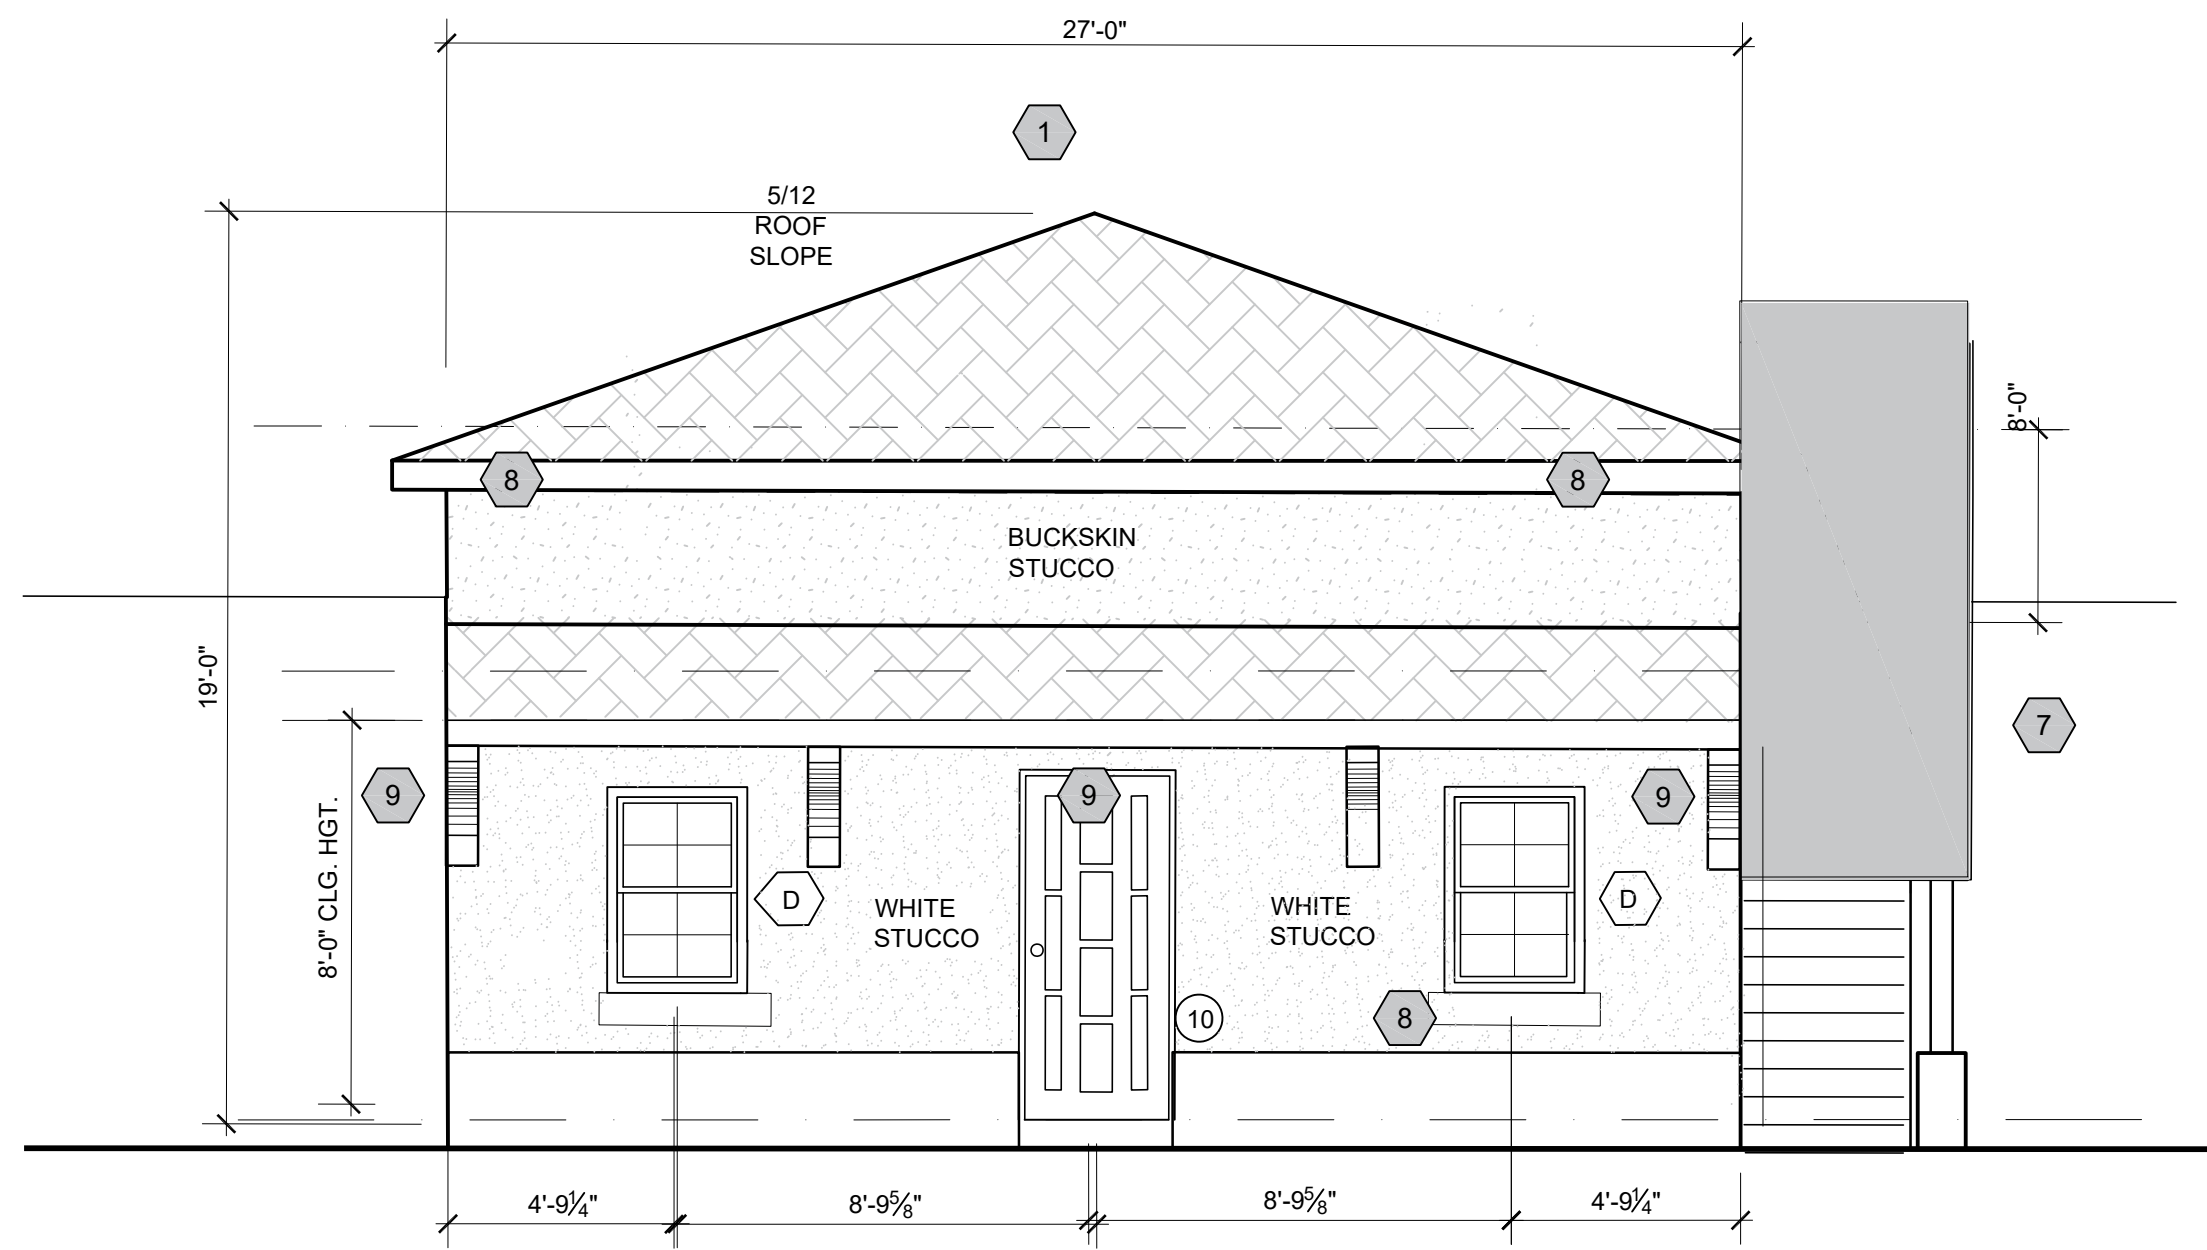 27'-0"
1
5/12
ROOF
SLOPE
8'-0"
8
8
BUCKSKIN
STUCCO
19'-0"
7
9
9
9
8'-0" CLG. HGT.
D
D
WHITE
STUCCO
WHITE
STUCCO
10
8
4'-9¼"
8'-9⅝"
8'-9⅝"
4'-9¼"